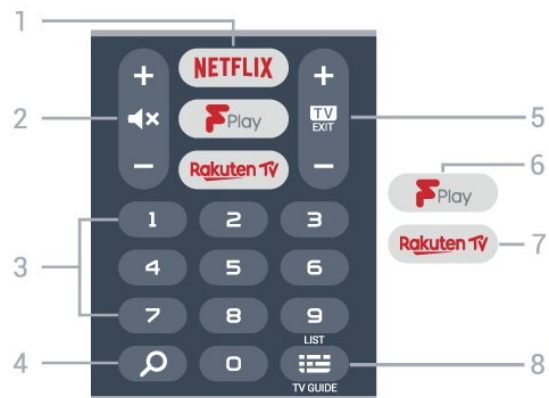 1
+ NETFLIX +
2 Play TV EXIT 5
- Rakuten TV -
6 Play
1 2 3
Rakuten TV 7
3 4 5 6
7 8 9
LIST
4 0 8
TV GUIDE